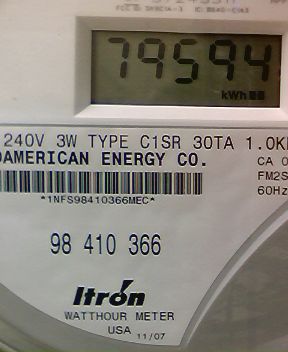 79594
kWh
240V 3W TYPE C1SR 30TA 1.0
AMERICAN ENERGY CO.
CA
FM2S
60Hz
*1NFS98410366MEC*
98 410 366
Itron
WATTHOUR METER
USA 11/07